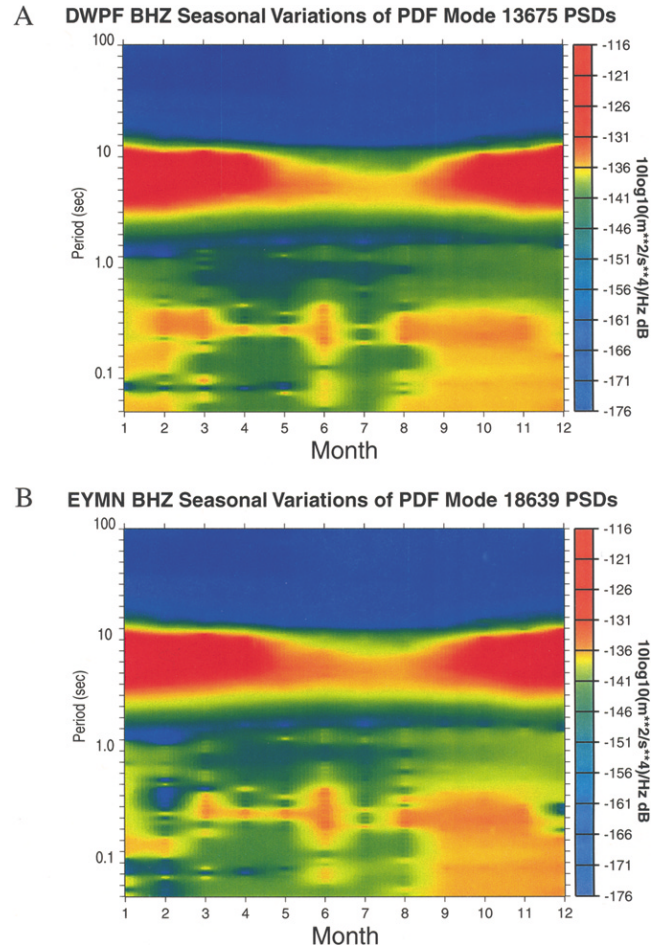 A
DWPF BHZ Seasonal Variations of PDF Mode 13675 PSDs
100
10
1.0
0.1
Period (sec)
1 2 3 4 5 6 7 8 9 10 11 12
Month
-116
-121
-126
-131
-136
-141
-146
-151
-156
-161
-166
-171
-176
10log10(m**2/s**4)/Hz dB
B
EYMN BHZ Seasonal Variations of PDF Mode 18639 PSDs
100
10
1.0
0.1
Period (sec)
1 2 3 4 5 6 7 8 9 10 11 12
Month
-116
-121
-126
-131
-136
-141
-146
-151
-156
-161
-166
-171
-176
10log10(m**2/s**4)/Hz dB